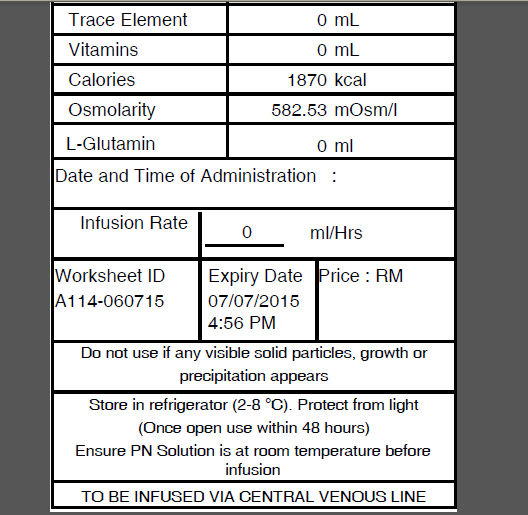 Trace Element 0 mL
Vitamins 0 mL
Calories 1870 kcal
Osmolarity 582.53 mOsm/l
L-Glutamin 0 ml
Date and Time of Administration :
Infusion Rate 0 ml/Hrs
Worksheet ID
A114-060715
Expiry Date
07/07/2015
4:56 PM
Price : RM
Do not use if any visible solid particles, growth or
precipitation appears
Store in refrigerator (2-8 °C). Protect from light
(Once open use within 48 hours)
Ensure PN Solution is at room temperature before
infusion
TO BE INFUSED VIA CENTRAL VENOUS LINE